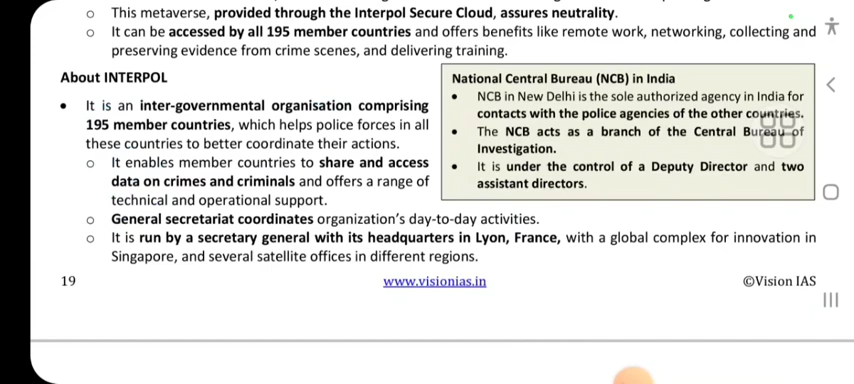 o This metaverse, provided through the Interpol Secure Cloud, assures neutrality.
o It can be accessed by all 195 member countries and offers benefits like remote work, networking, collecting and
preserving evidence from crime scenes, and delivering training.
About INTERPOL
• It is an inter-governmental organisation comprising
195 member countries, which helps police forces in all
these countries to better coordinate their actions.
o It enables member countries to share and access
data on crimes and criminals and offers a range of
technical and operational support.
National Central Bureau (NCB) in India
• NCB in New Delhi is the sole authorized agency in India for
contacts with the police agencies of the other countries.
• The NCB acts as a branch of the Central Bureau of
Investigation.
• It is under the control of a Deputy Director and two
assistant directors.
o General secretariat coordinates organization's day-to-day activities.
o It is run by a secretary general with its headquarters in Lyon, France, with a global complex for innovation in
Singapore, and several satellite offices in different regions.
19 www.visionias.in ©Vision IAS